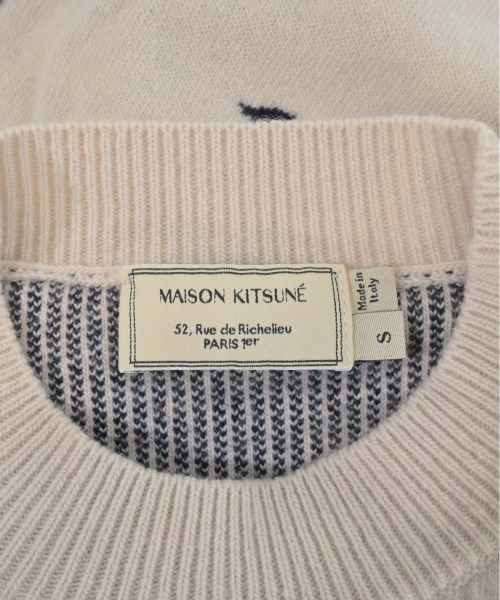 MAISON KITSUNÉ
52, Rue de Richelieu
PARIS 1er
Made in
Italy
S